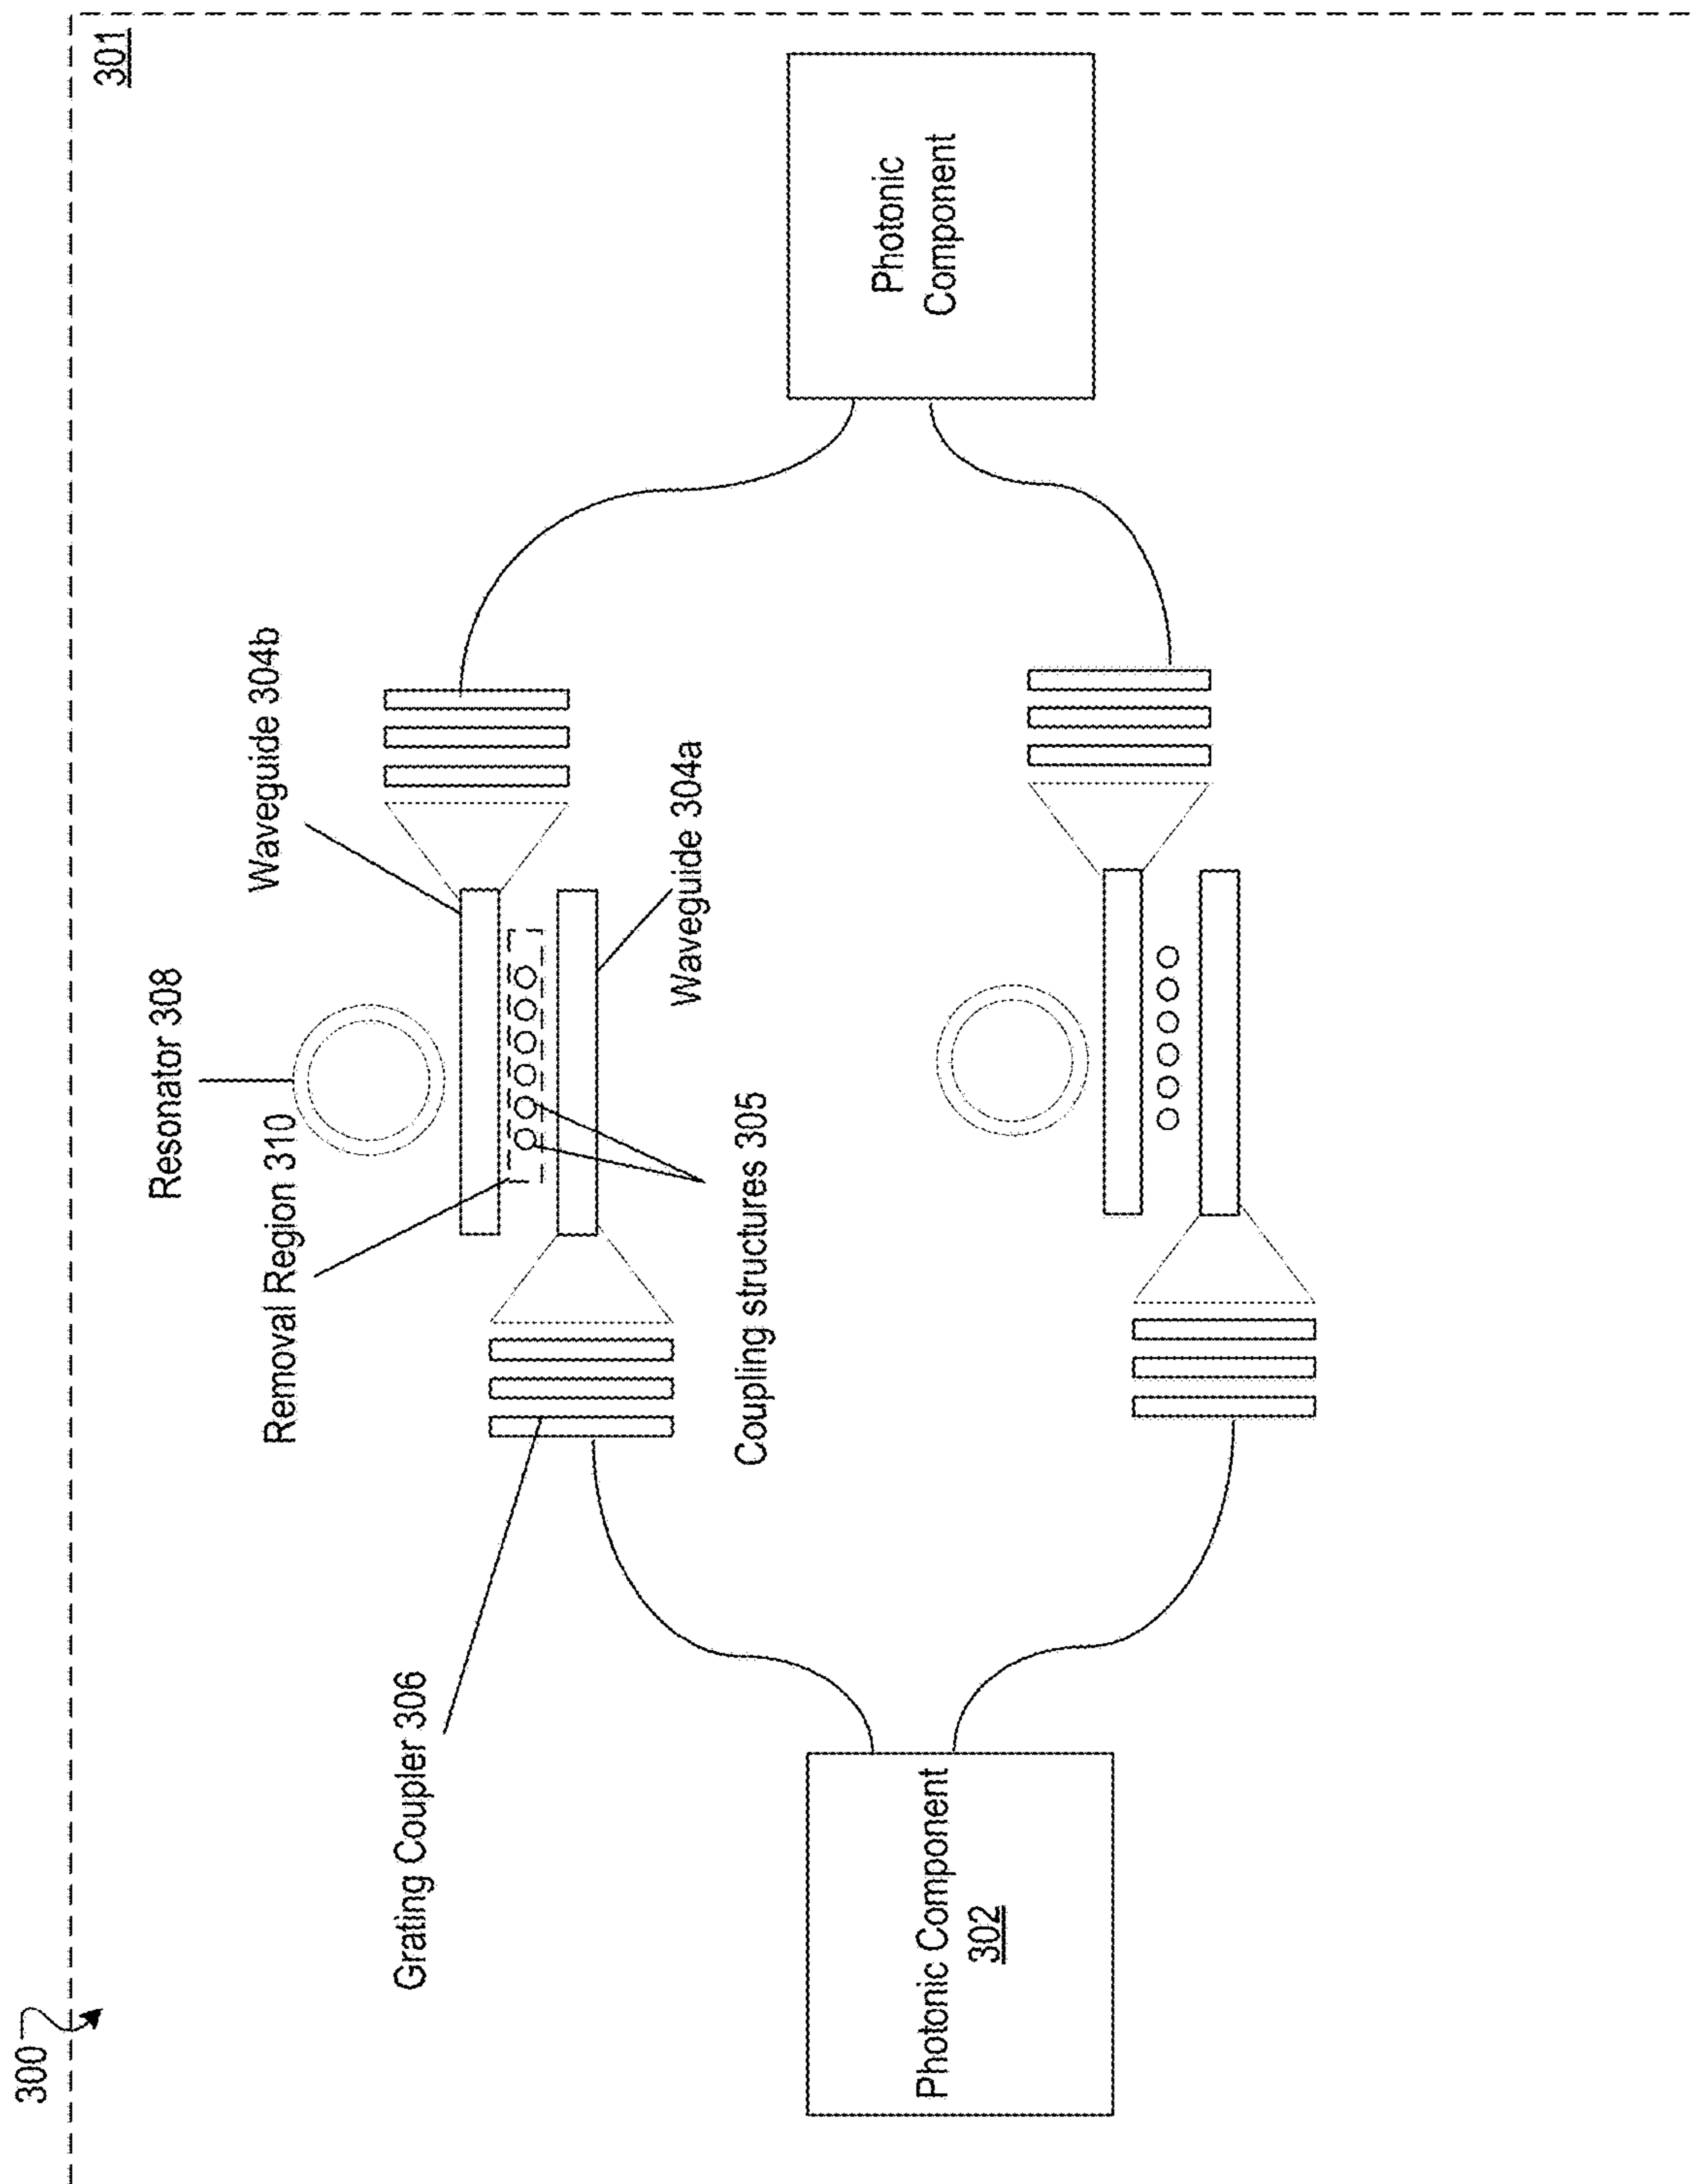 300
301
Resonator 308
Waveguide 304b
Removal Region 310
Waveguide 304a
Grating Coupler 306
Coupling structures 305
Photonic Component
302
Photonic
Component